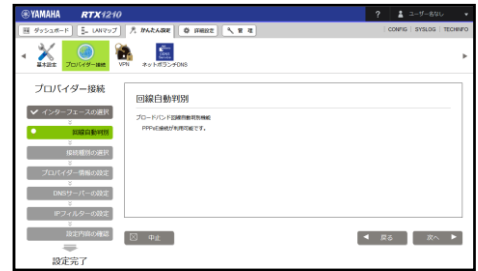 YAMAHA RTX1210
? ユーザー名なし
ダッシュボード LANマップ かんたん設定 詳細設定 管理 CONFIG SYSLOG TECHINFO
基本設定 プロバイダー接続 VPN ネットボランチDNS
プロバイダー接続
インターフェースの選択
回線自動判別
接続種別の選択
プロバイダー情報の設定
DNSサーバーの設定
IPフィルターの設定
設定内容の確認
設定完了
回線自動判別
ブロードバンド回線自動判別機能
PPPoE接続が利用可能です。
中止
戻る 次へ